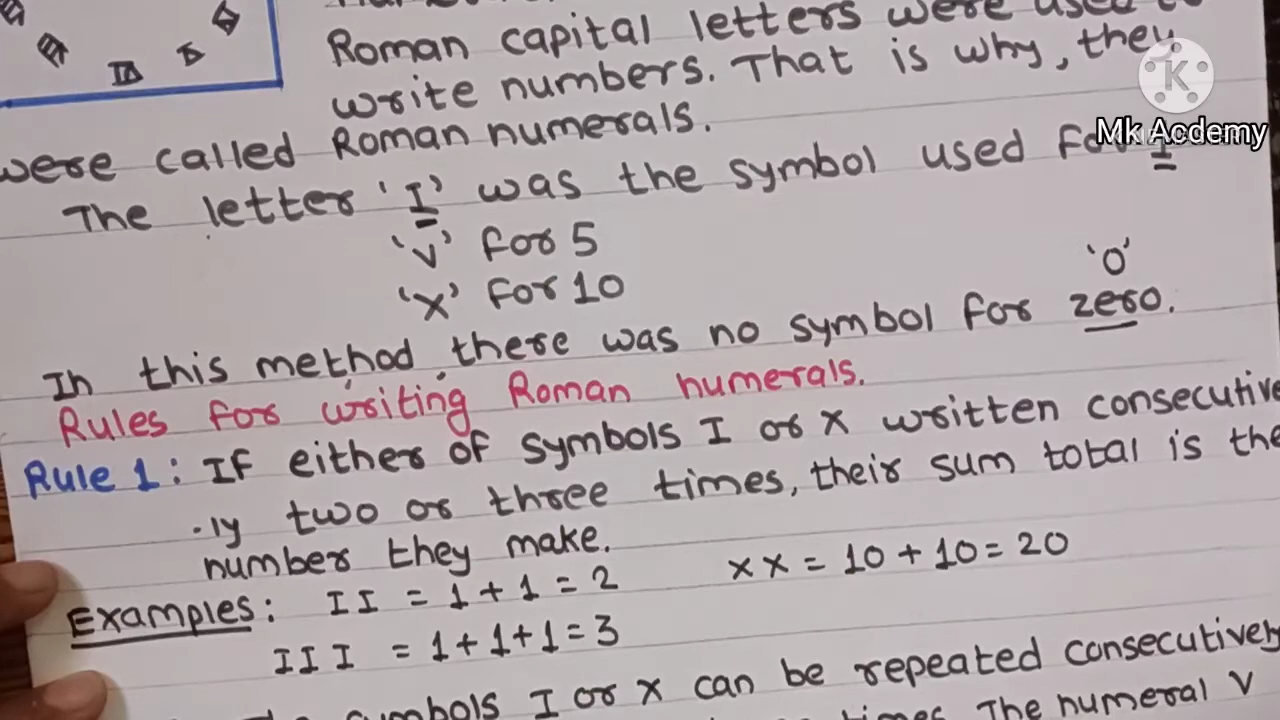 Roman capital letters were used to
write numbers. That is why, they
were called Roman numerals.
The letter 'I' was the symbol used for 1
'V' for 5
'X' for 10
'0'
In this method, there was no symbol for zero.
Rules for writing Roman numerals.
Rule 1: If either of symbols I or X written consecutive
-ly two or three times, their sum total is the
number they make.
Examples: II = 1+1=2 XX = 10+10=20
III = 1+1+1=3
symbols I or X can be repeated consecutively
times. The numeral V
K
Mk Acdemy